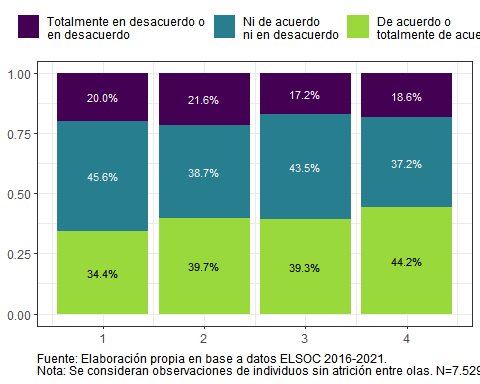 Totalmente en desacuerdo o
en desacuerdo
Ni de acuerdo
ni en desacuerdo
De acuerdo o
totalmente de acue
1.00
0.75
0.50
0.25
0.00
20.0%
21.6%
17.2%
18.6%
45.6%
38.7%
43.5%
37.2%
34.4%
39.7%
39.3%
44.2%
1
2
3
4
Fuente: Elaboración propia en base a datos ELSOC 2016-2021.
Nota: Se consideran observaciones de individuos sin atrición entre olas. N=7.529